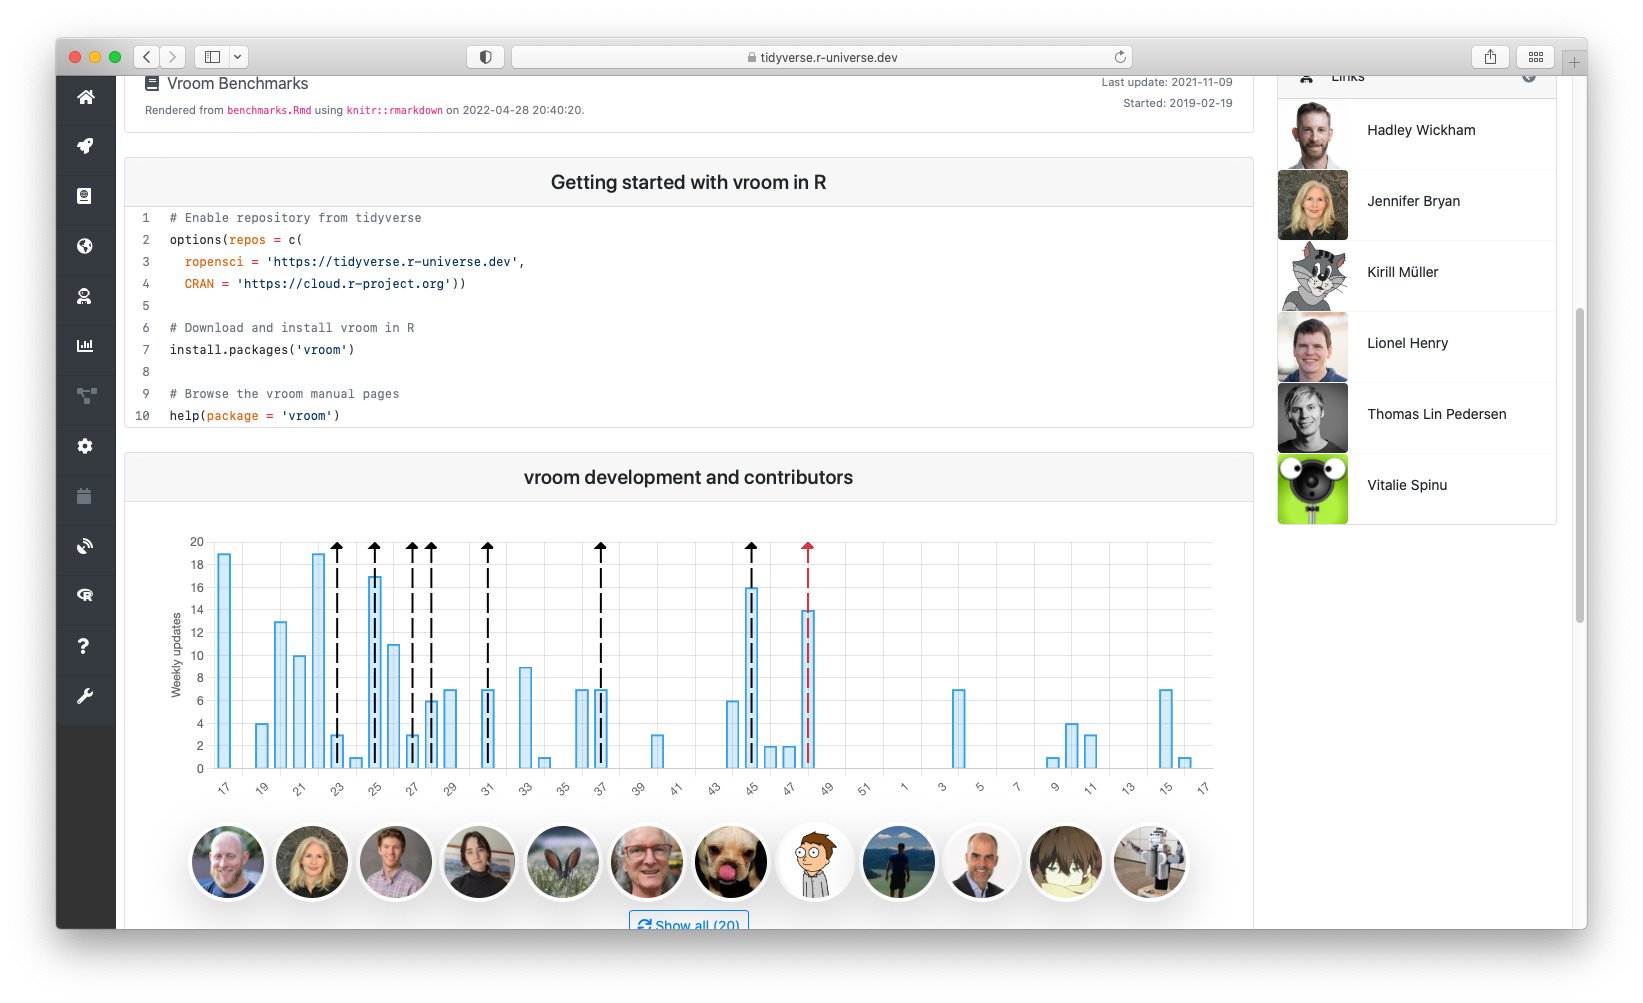 tidyverse.r-universe.dev
Vroom Benchmarks
Last update: 2021-11-09
Rendered from benchmarks.Rmd using knitr::rmarkdown on 2022-04-28 20:40:20.
Started: 2019-02-19
Links
Hadley Wickham
Jennifer Bryan
Kirill Müller
Lionel Henry
Thomas Lin Pedersen
Vitalie Spinu
Getting started with vroom in R
1 # Enable repository from tidyverse
2 options(repos = c(
3 ropensci = 'https://tidyverse.r-universe.dev',
4 CRAN = 'https://cloud.r-project.org'))
5
6 # Download and install vroom in R
7 install.packages('vroom')
8
9 # Browse the vroom manual pages
10 help(package = 'vroom')
vroom development and contributors
Weekly updates
20
18
16
14
12
10
8
6
4
2
0
17 19 21 23 25 27 29 31 33 35 37 39 41 43 45 47 49 51 1 3 5 7 9 11 13 15 17
Show all (20)